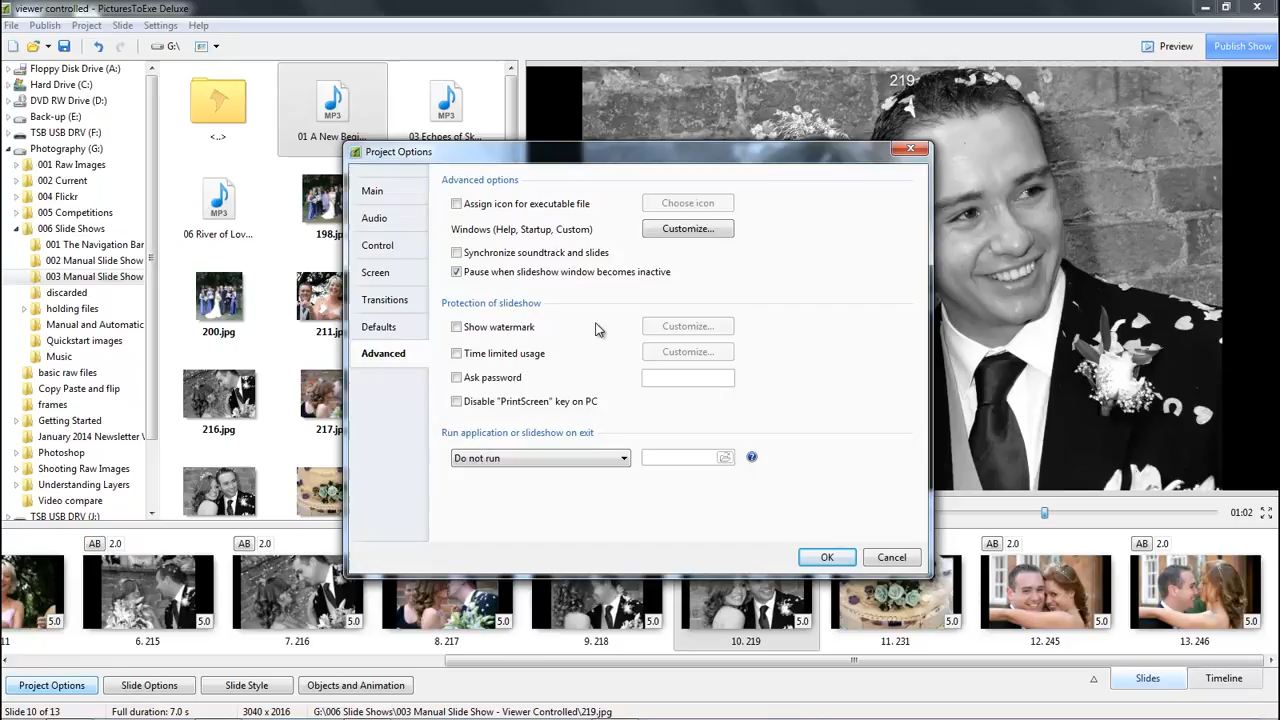 viewer controlled - PicturesToExe Deluxe
File Publish Project Slide Settings Help
G:\ Preview Publish Show
Floppy Disk Drive (A:)
Hard Drive (C:)
DVD RW Drive (D:)
Back-up (E:)
TSB USB DRV (F:)
Photography (G:)
001 Raw Images
002 Current
004 Flickr
005 Competitions
006 Slide Shows
001 The Navigation Bar
002 Manual Slide Show
003 Manual Slide Show
discarded
holding files
Manual and Automatic
Quickstart images
Music
basic raw files
Copy Paste and flip
frames
Getting Started
January 2014 Newsletter V
Photoshop
Shooting Raw Images
Understanding Layers
Video compare
TSB USB DRV (J:)
<..>
MP3
01 A New Begi...
MP3
03 Echoes of Sk...
MP3
06 River of Lov...
198.j
200.jpg
211.j
216.jpg
217.j
219
Project Options
Main
Audio
Control
Screen
Transitions
Defaults
Advanced
Advanced options
Assign icon for executable file Choose icon
Windows (Help, Startup, Custom) Customize...
Synchronize soundtrack and slides
Pause when slideshow window becomes inactive
Protection of slideshow
Show watermark Customize...
Time limited usage Customize...
Ask password
Disable "PrintScreen" key on PC
Run application or slideshow on exit
Do not run
OK Cancel
01:02
AB 2.0 AB 2.0 AB 2.0 AB 2.0
5.0 5.0 5.0 5.0 5.0 5.0 5.0 5.0 5.0
11 6. 215 7. 216 8. 217 9. 218 10. 219 11. 231 12. 245 13. 246
Project Options Slide Options Slide Style Objects and Animation Slides Timeline
Slide 10 of 13 Full duration: 7.0 s 3040 x 2016 G:\006 Slide Shows\003 Manual Slide Show - Viewer Controlled\219.jpg